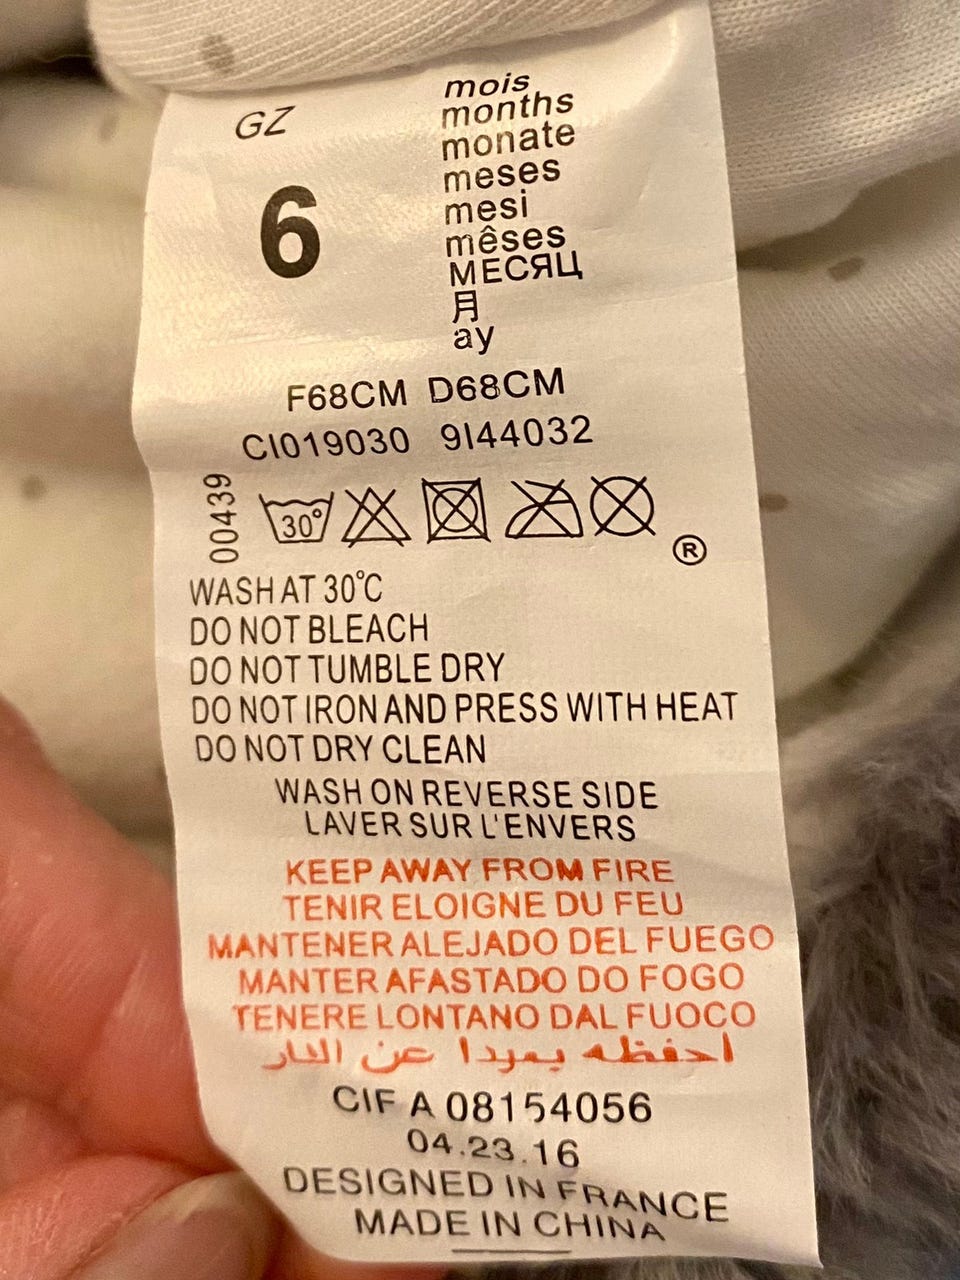 GZ
6
mois
months
monate
meses
mesi
mêses
МЕСЯЦ
月
ay
F68CM D68CM
CI019030 9I44032
00439
30°
®
WASH AT 30°C
DO NOT BLEACH
DO NOT TUMBLE DRY
DO NOT IRON AND PRESS WITH HEAT
DO NOT DRY CLEAN
WASH ON REVERSE SIDE
LAVER SUR L'ENVERS
KEEP AWAY FROM FIRE
TENIR ELOIGNE DU FEU
MANTENER ALEJADO DEL FUEGO
MANTER AFASTADO DO FOGO
TENERE LONTANO DAL FUOCO
احفظه بعيدا عن النار
CIF A 08154056
04.23.16
DESIGNED IN FRANCE
MADE IN CHINA